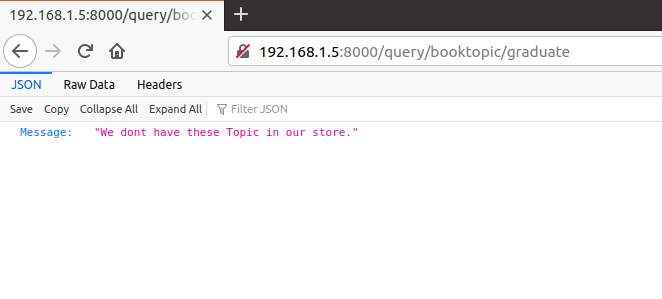 192.168.1.5:8000/query/boo
192.168.1.5:8000/query/booktopic/graduate
JSON Raw Data Headers
Save Copy Collapse All Expand All Filter JSON
Message: "We dont have these Topic in our store."